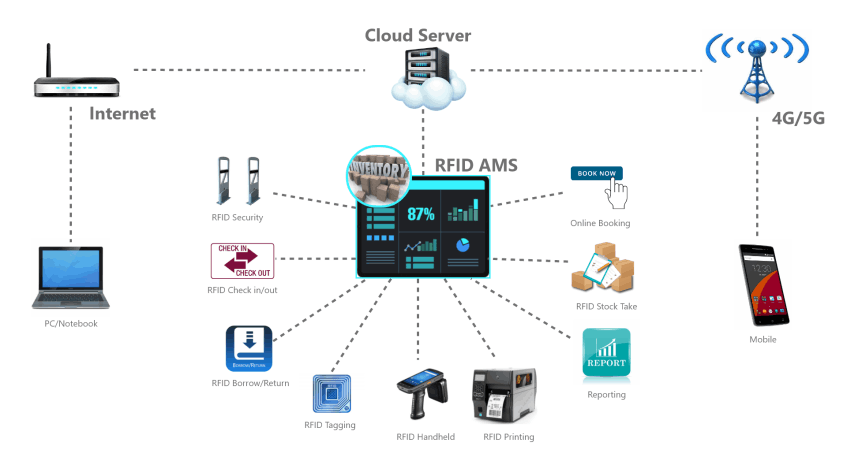 Cloud Server
Internet
4G/5G
RFID AMS
INVENTORY
BOOK NOW
87%
RFID Security
Online Booking
CHECK IN
CHECK OUT
RFID Check in/out
RFID Stock Take
12:30
PC/Notebook
Mobile
BORROW/RETURN
REPORT
RFID Borrow/Return
Reporting
RFID Tagging
RFID Handheld
RFID Printing